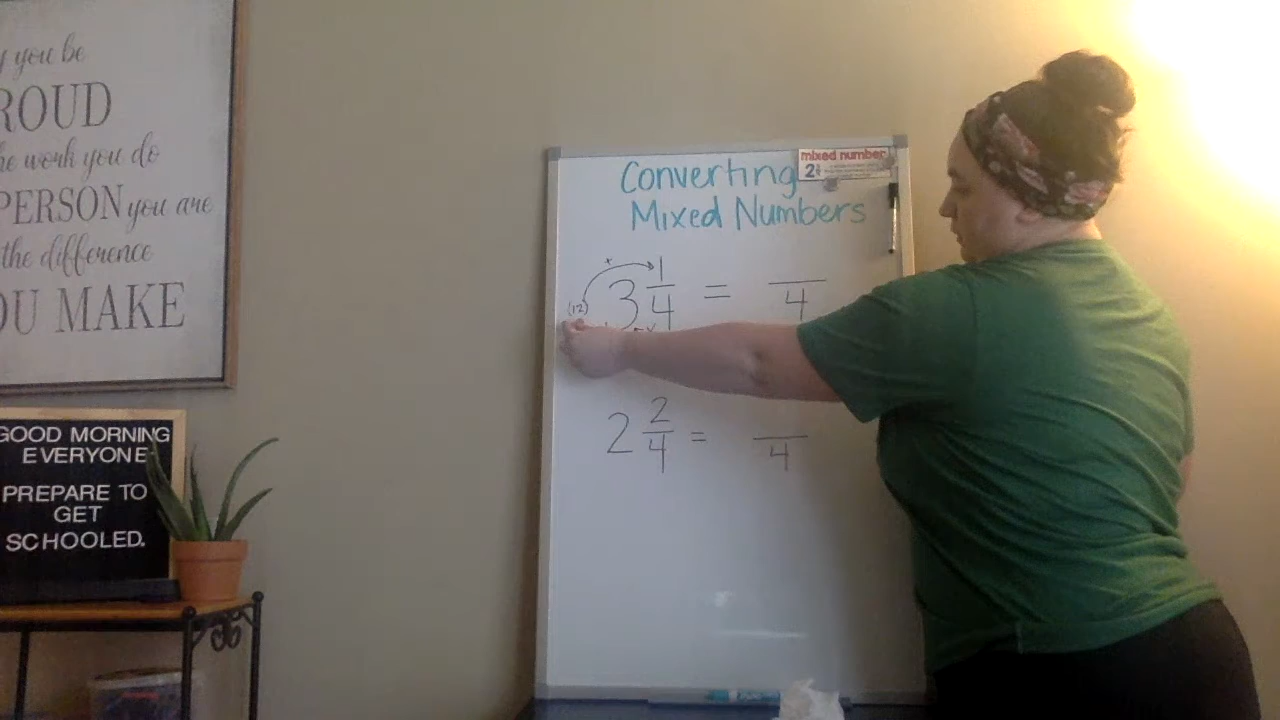 you be
ROUD
work you do
PERSON you are
the difference
OU MAKE
GOOD MORNING
EVERYONE
PREPARE TO
GET
SCHOOLED.
Converting
Mixed Numbers
mixed number
2
+
(12) 3 1/4 = /4
2 2/4 = /4